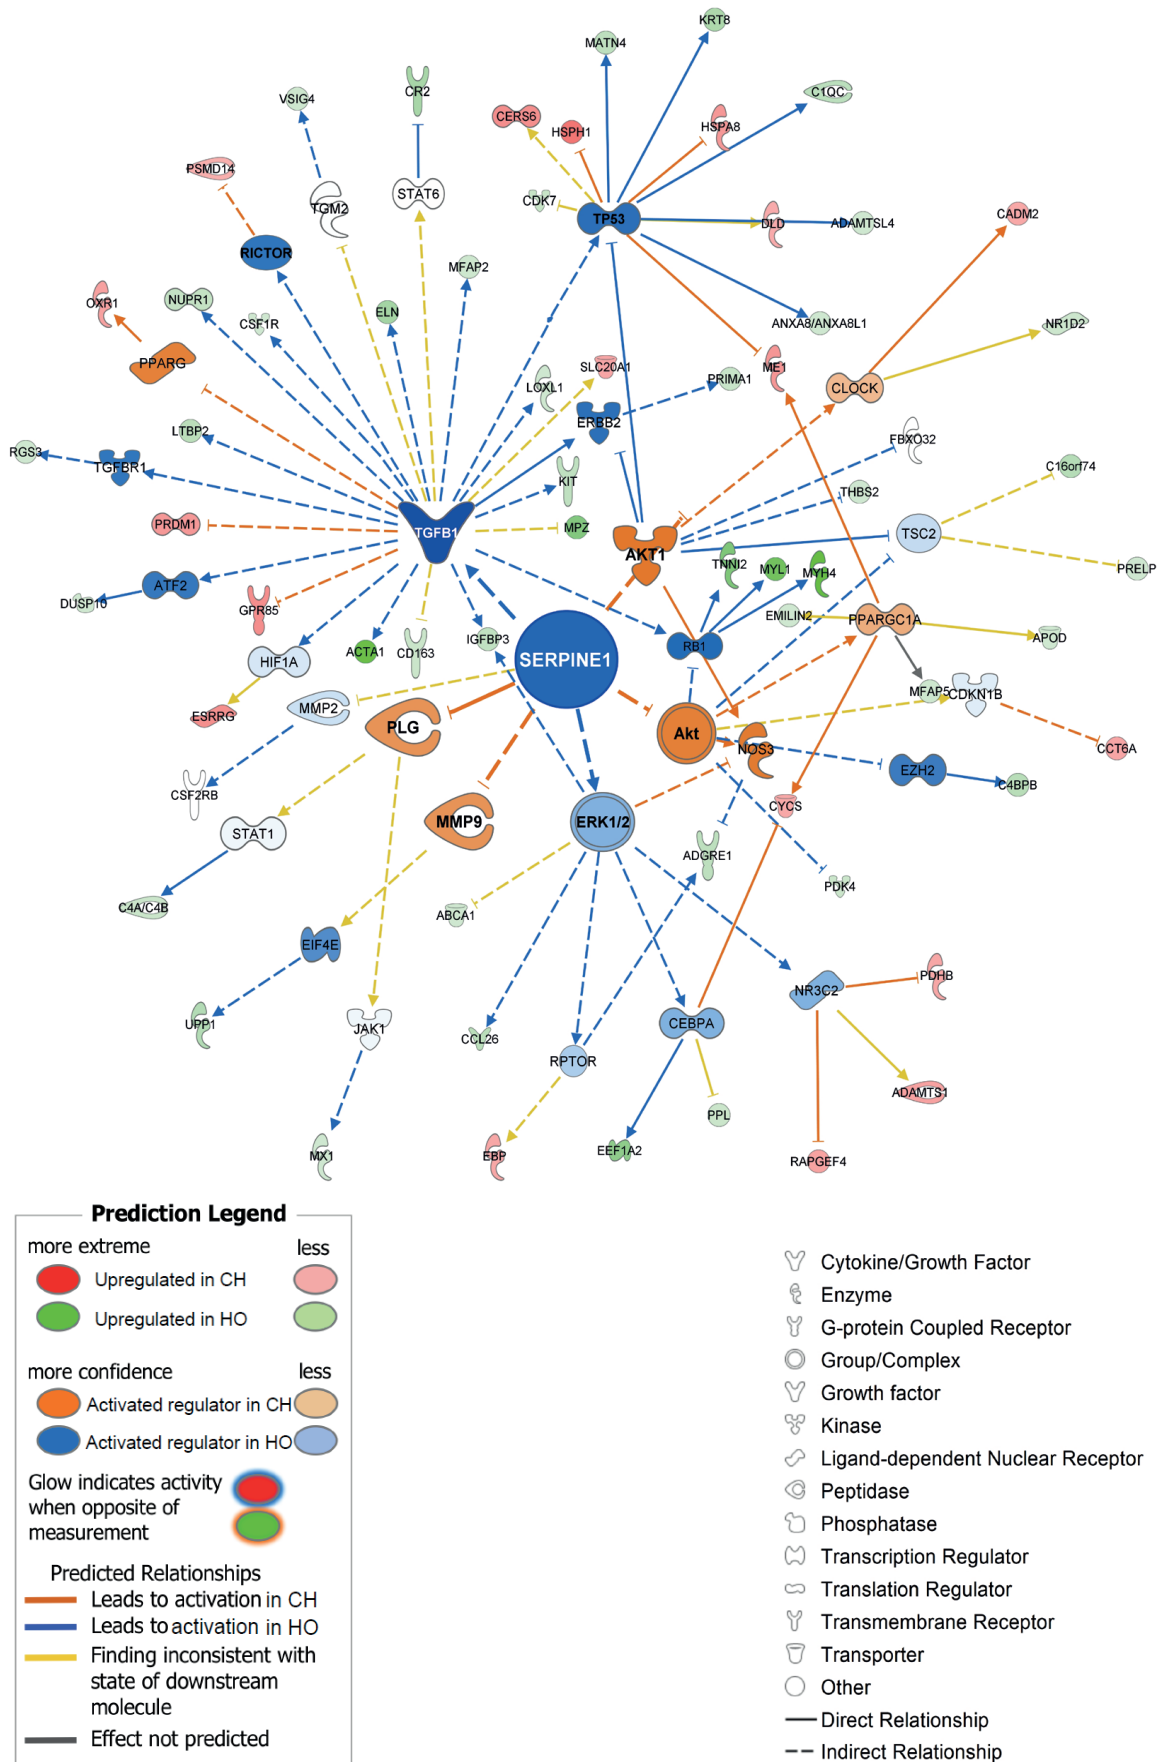 KRT8
MATN4
CR2
C1QC
VSIG4
CERS6
HSPH1
HSPA8
PSMD14
TGM2
STAT6
CDK7
TP53
DLD
ADAMTSL4
CADM2
RICTOR
MFAP2
OXR1
NUPR1
CSF1R
ELN
ANXA8/ANXA8L1
NR1D2
PPARG
SLC20A1
ME1
LOXL1
PRIMA1
CLOCK
LTBP2
ERBB2
RGS3
TGFBR1
FBXO32
C16orf74
KIT
THBS2
PRDM1
TGFB1
MPZ
AKT1
TSC2
TNNI2
MYL1
MYH4
PRELP
ATF2
DUSP10
GPR85
EMILIN2
PPARGC1A
APOD
ACTA1
CD163
IGFBP3
RB1
HIF1A
SERPINE1
MFAP5
CDKN1B
ESRRG
MMP2
PLG
Akt
NOS3
CCT6A
EZH2
C4BPB
CSF2RB
CYCS
STAT1
MMP9
ERK1/2
ADGRE1
PDK4
C4A/C4B
ABCA1
EIF4E
PDHB
NR3C2
UPP1
JAK1
CCL26
CEBPA
RPTOR
ADAMTS1
PPL
MX1
EBP
EEF1A2
RAPGEF4
Prediction Legend
more extreme less
Upregulated in CH
Upregulated in HO
more confidence less
Activated regulator in CH
Activated regulator in HO
Glow indicates activity
when opposite of
measurement
Predicted Relationships
Leads to activation in CH
Leads to activation in HO
Finding inconsistent with
state of downstream
molecule
Effect not predicted
Cytokine/Growth Factor
Enzyme
G-protein Coupled Receptor
Group/Complex
Growth factor
Kinase
Ligand-dependent Nuclear Receptor
Peptidase
Phosphatase
Transcription Regulator
Translation Regulator
Transmembrane Receptor
Transporter
Other
Direct Relationship
Indirect Relationship